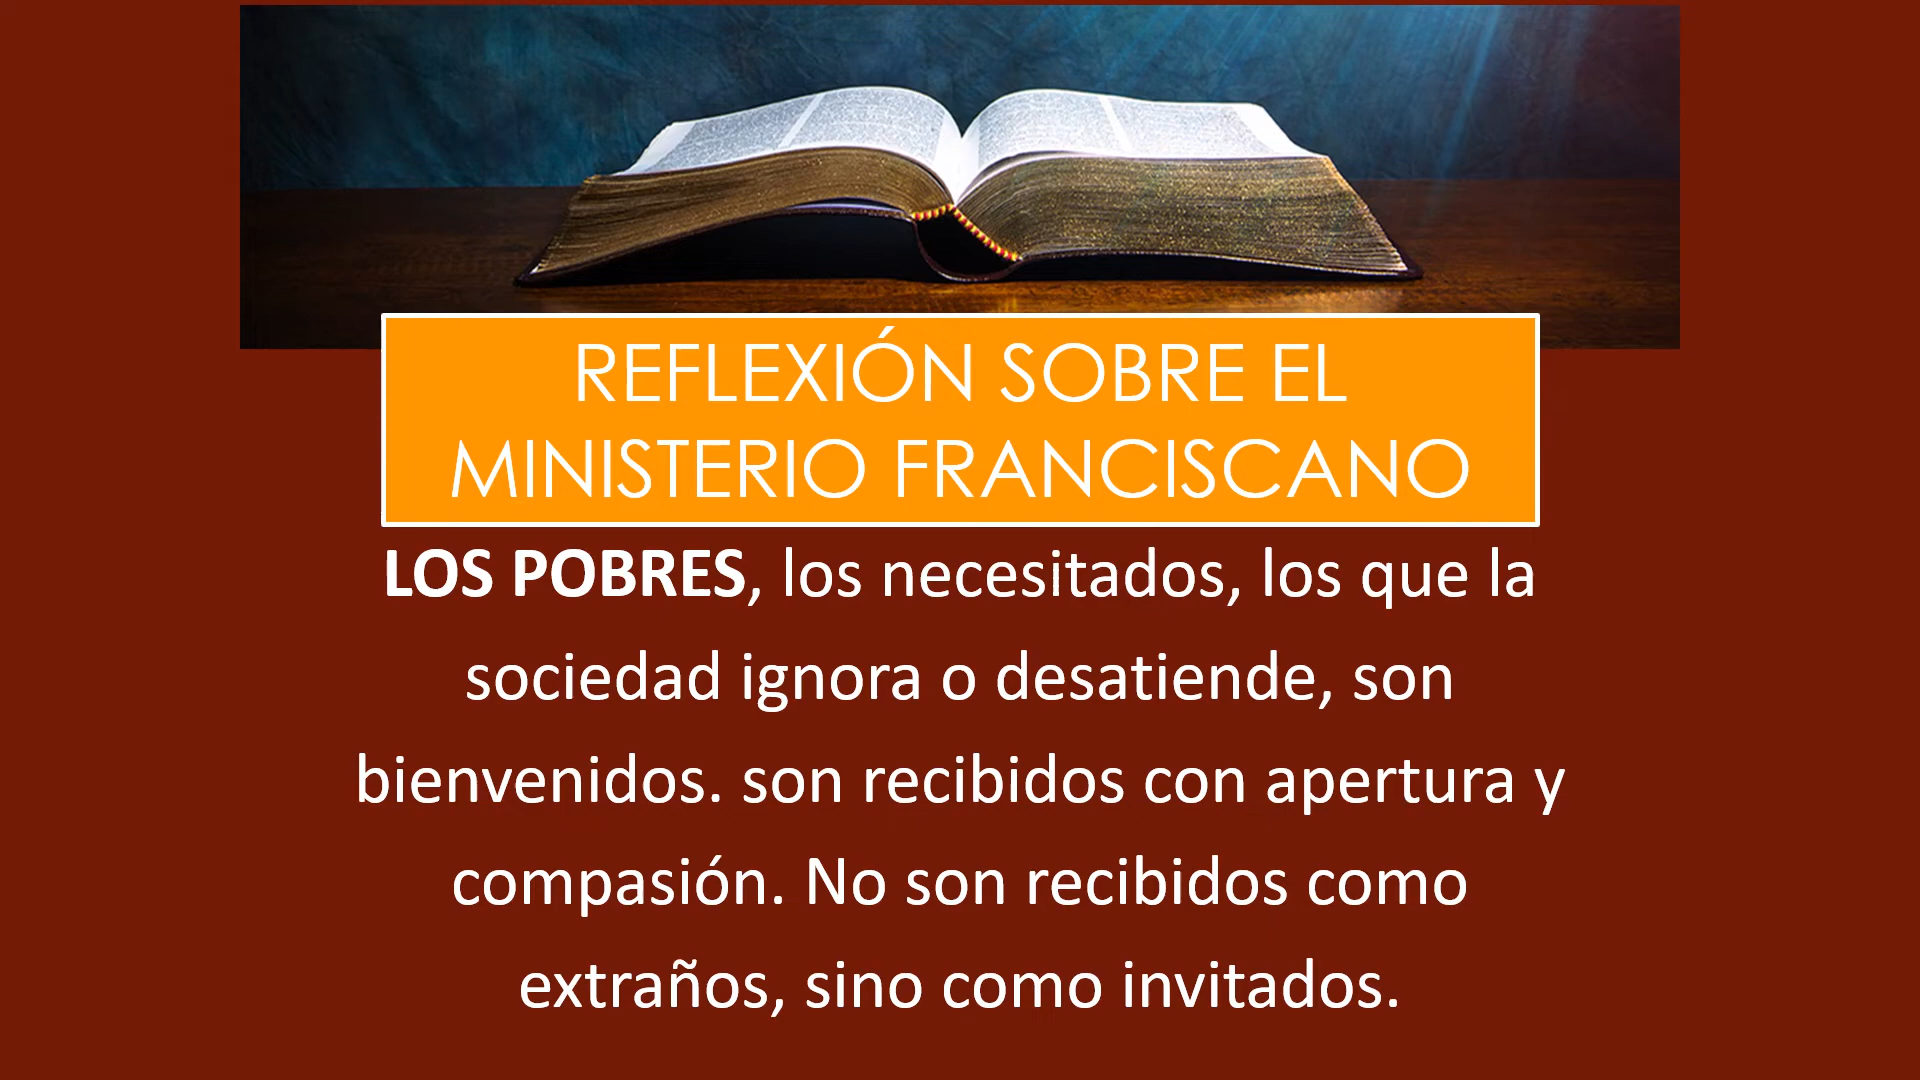 REFLEXIÓN SOBRE EL
MINISTERIO FRANCISCANO
LOS POBRES, los necesitados, los que la
sociedad ignora o desatiende, son
bienvenidos. son recibidos con apertura y
compasión. No son recibidos como
extraños, sino como invitados.